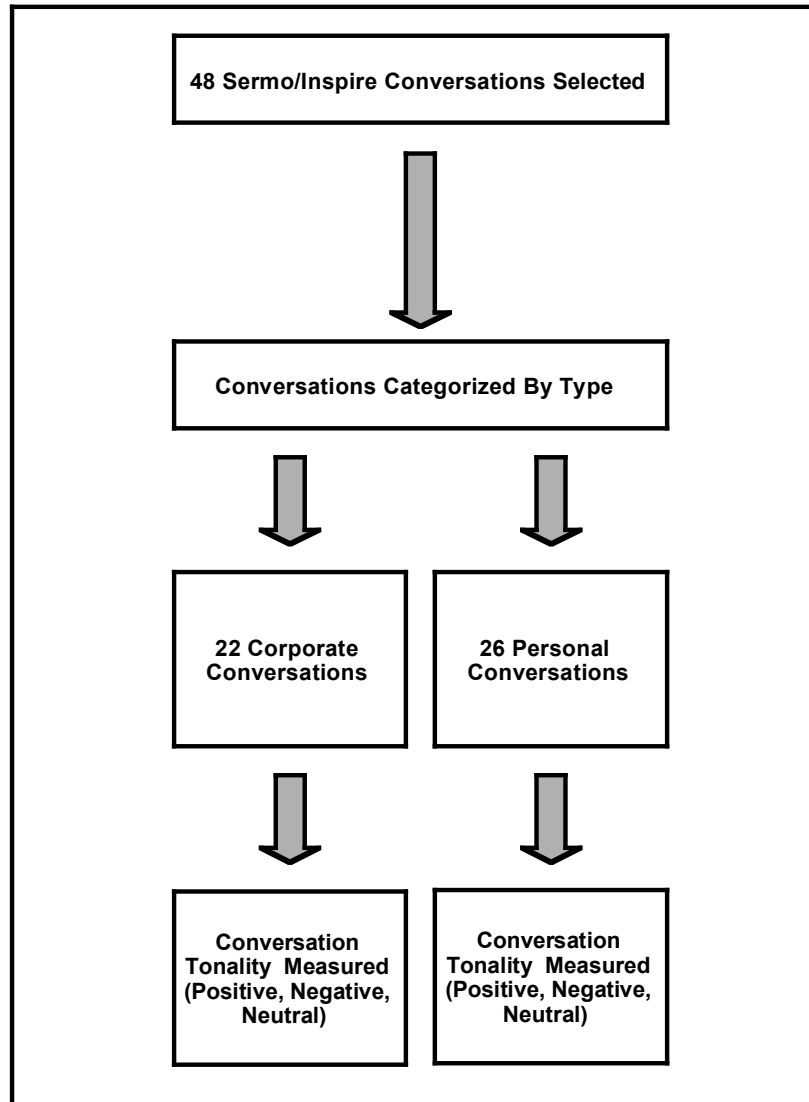 48 Sermo/Inspire Conversations Selected
Conversations Categorized By Type
22 Corporate
Conversations
26 Personal
Conversations
Conversation
Tonality Measured
(Positive, Negative,
Neutral)
Conversation
Tonality Measured
(Positive, Negative,
Neutral)